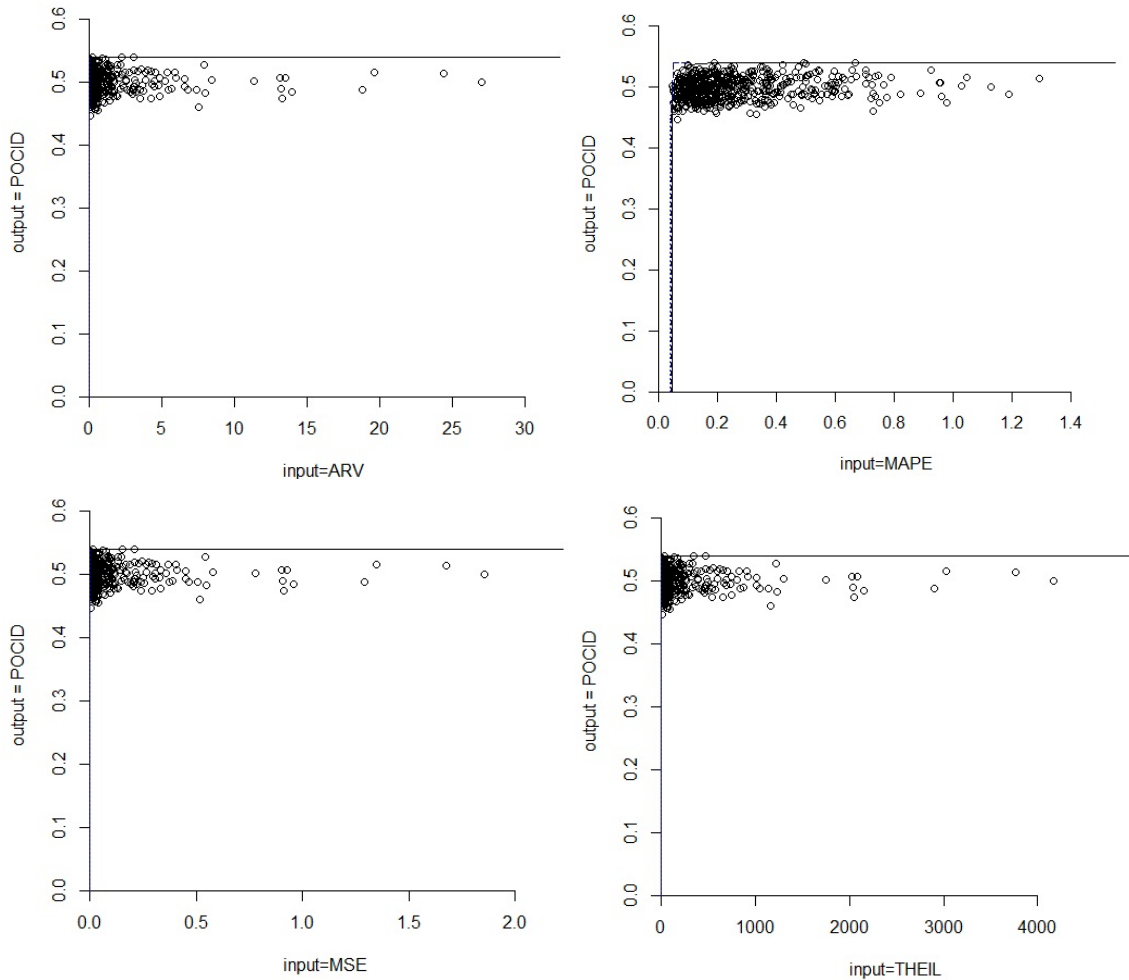 output = POCID
0.0 0.1 0.2 0.3 0.4 0.5 0.6
0 5 10 15 20 25 30
input=ARV
output = POCID
0.0 0.1 0.2 0.3 0.4 0.5 0.6
0.0 0.2 0.4 0.6 0.8 1.0 1.2 1.4
input=MAPE
output = POCID
0.0 0.1 0.2 0.3 0.4 0.5 0.6
0.0 0.5 1.0 1.5 2.0
input=MSE
output = POCID
0.0 0.1 0.2 0.3 0.4 0.5 0.6
0 1000 2000 3000 4000
input=THEIL